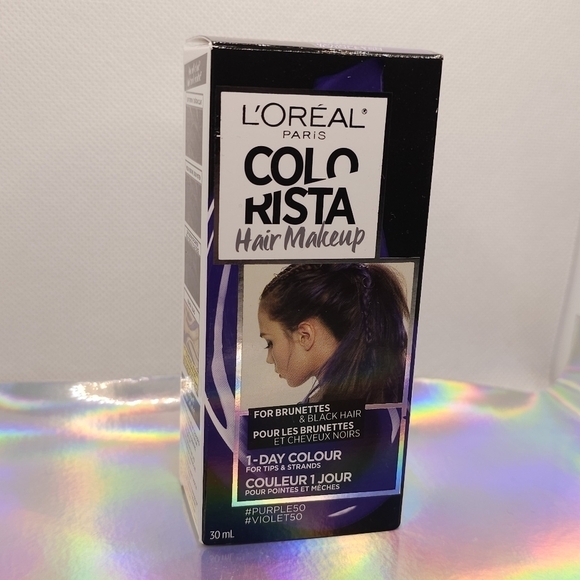 L'ORÉAL®
PARIS
COLO
RISTA
Hair Makeup
FOR BRUNETTES
& BLACK HAIR
POUR LES BRUNETTES
ET CHEVEUX NOIRS
1-DAY COLOUR
FOR TIPS & STRANDS
COULEUR 1 JOUR
POUR POINTES ET MÈCHES
#PURPLE50
#VIOLET50
30 mL